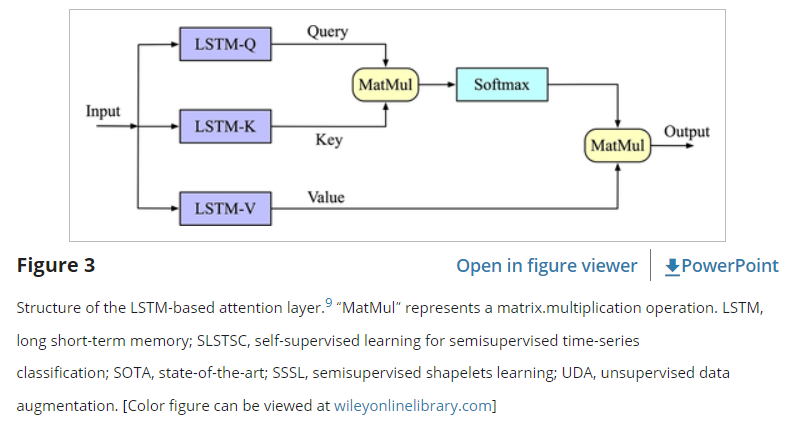 Query
LSTM-Q
MatMul
Softmax
Input
LSTM-K
Key
Output
MatMul
Value
LSTM-V
Figure 3
Open in figure viewer
PowerPoint
Structure of the LSTM-based attention layer.9 “MatMul” represents a matrix.multiplication operation. LSTM,
long short-term memory; SLSTSC, self-supervised learning for semisupervised time-series
classification; SOTA, state-of-the-art; SSSL, semisupervised shapelets learning; UDA, unsupervised data
augmentation. [Color figure can be viewed at wileyonlinelibrary.com]